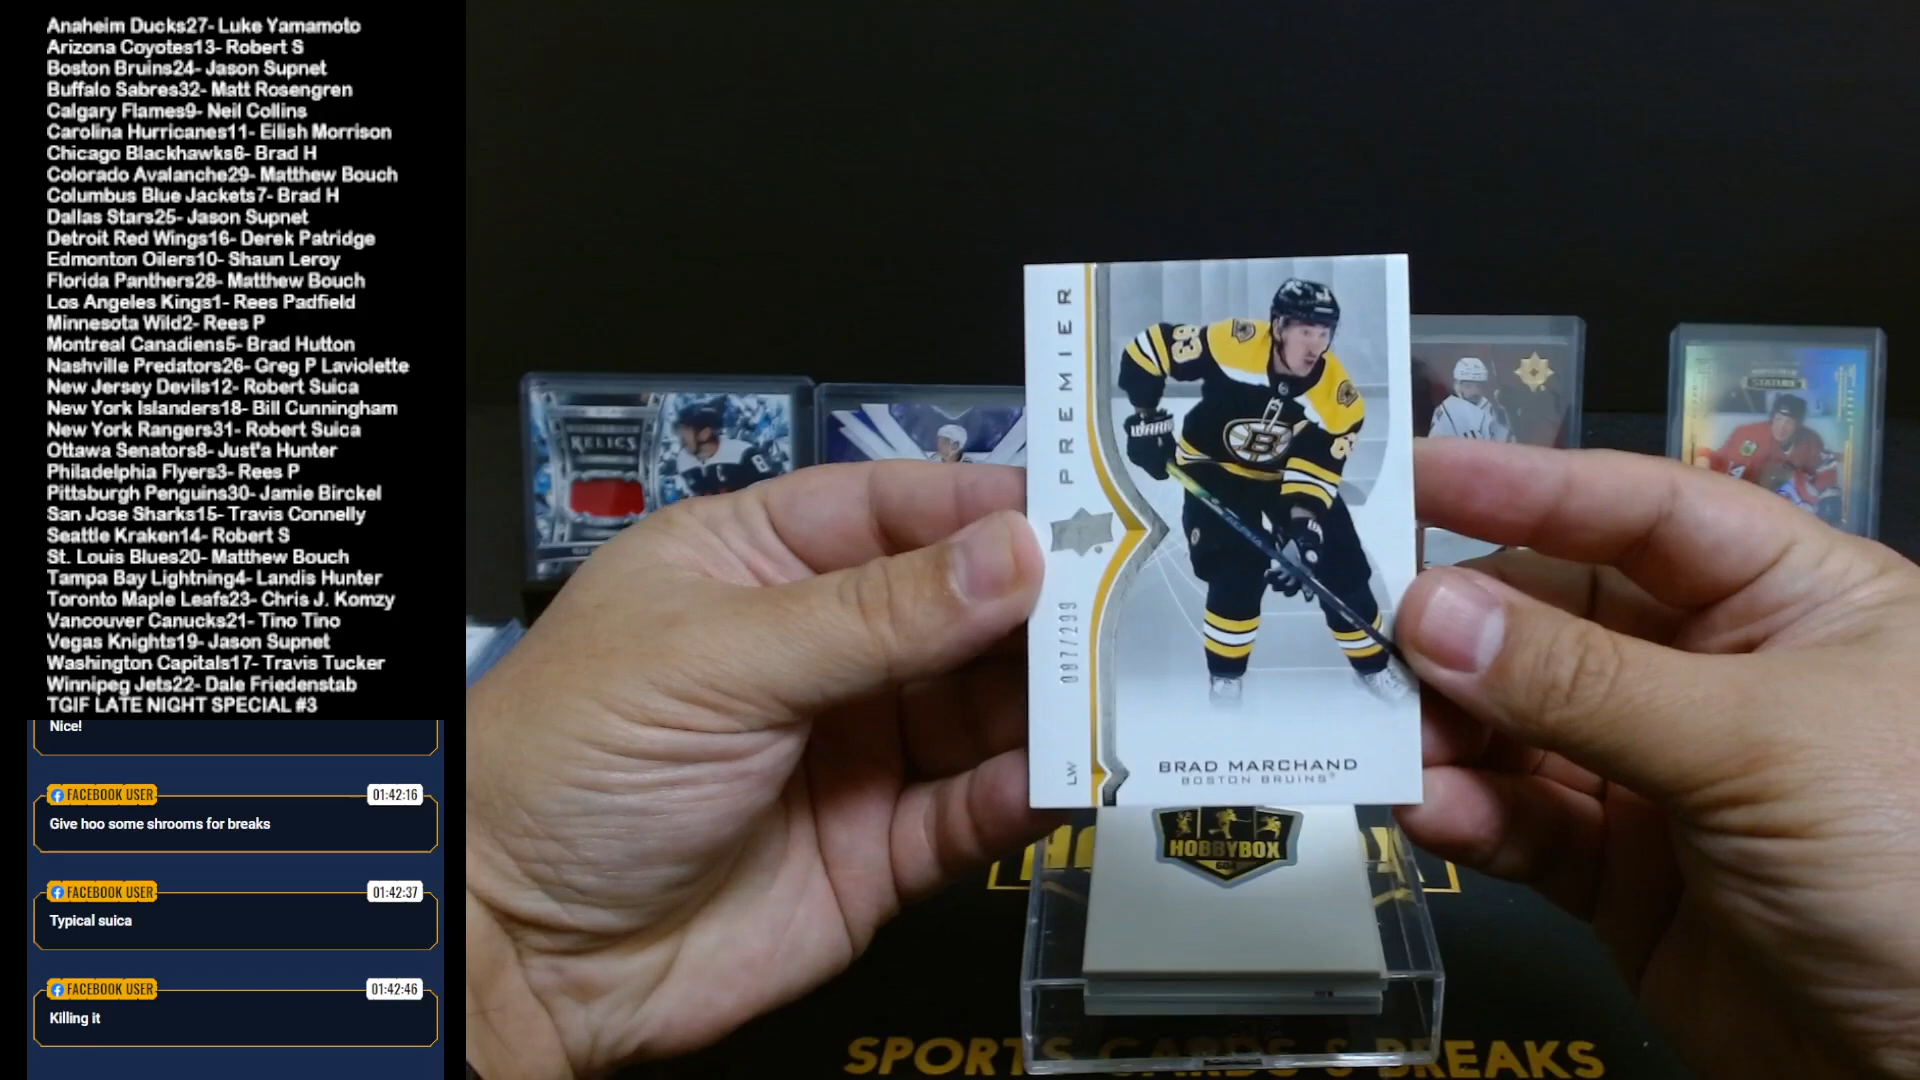 Anaheim Ducks27- Luke Yamamoto
Arizona Coyotes13- Robert S
Boston Bruins24- Jason Supnet
Buffalo Sabres32- Matt Rosengren
Calgary Flames9- Neil Collins
Carolina Hurricanes11- Eilish Morrison
Chicago Blackhawks6- Brad H
Colorado Avalanche29- Matthew Bouch
Columbus Blue Jackets7- Brad H
Dallas Stars25- Jason Supnet
Detroit Red Wings16- Derek Patridge
Edmonton Oilers10- Shaun Leroy
Florida Panthers28- Matthew Bouch
Los Angeles Kings1- Rees Padfield
Minnesota Wild2- Rees P
Montreal Canadiens5- Brad Hutton
Nashville Predators26- Greg P Laviolette
New Jersey Devils12- Robert Suica
New York Islanders18- Bill Cunningham
New York Rangers31- Robert Suica
Ottawa Senators8- Just'a Hunter
Philadelphia Flyers3- Rees P
Pittsburgh Penguins30- Jamie Birckel
San Jose Sharks15- Travis Connelly
Seattle Kraken14- Robert S
St. Louis Blues20- Matthew Bouch
Tampa Bay Lightning4- Landis Hunter
Toronto Maple Leafs23- Chris J. Komzy
Vancouver Canucks21- Tino Tino
Vegas Knights19- Jason Supnet
Washington Capitals17- Travis Tucker
Winnipeg Jets22- Dale Friedenstab
TGIF LATE NIGHT SPECIAL #3
Nice!
FACEBOOK USER 01:42:16
Give hoo some shrooms for breaks
FACEBOOK USER 01:42:37
Typical suica
FACEBOOK USER 01:42:46
Killing it
PREMIER
63
WARRIOR
B
087/299
LW
BRAD MARCHAND
BOSTON BRUINS
RELICS
HOBBYBOX
SPORTS CARDS BREAKS